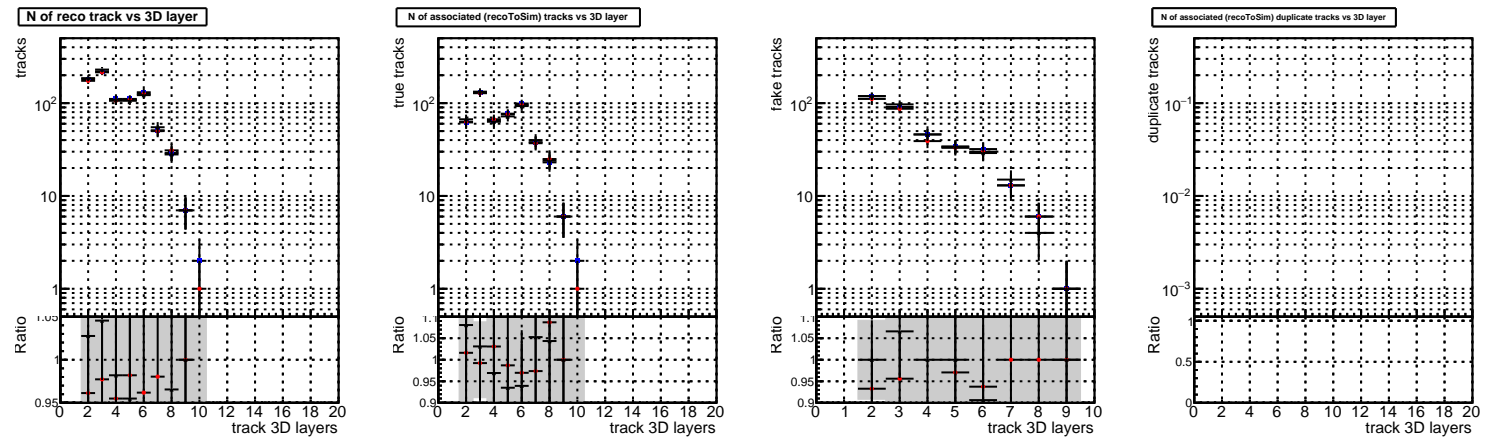 N of reco track vs 3D layer
tracks
10²
10
1
Ratio
1.05
1
0.95
0 2 4 6 8 10 12 14 16 18 20
track 3D layers
N of associated (recoToSim) tracks vs 3D layer
true tracks
10²
10
1
Ratio
1.1
1.05
1
0.95
0.9
0 2 4 6 8 10 12 14 16 18 20
track 3D layers
fake tracks
10²
10
1
Ratio
1.1
1.05
1
0.95
0.9
0 1 2 3 4 5 6 7 8 9 10
track 3D layers
N of associated (recoToSim) duplicate tracks vs 3D layer
duplicate tracks
10⁻¹
10⁻²
10⁻³
Ratio
1
0.5
0
0 2 4 6 8 10 12 14 16 18 20
track 3D layers